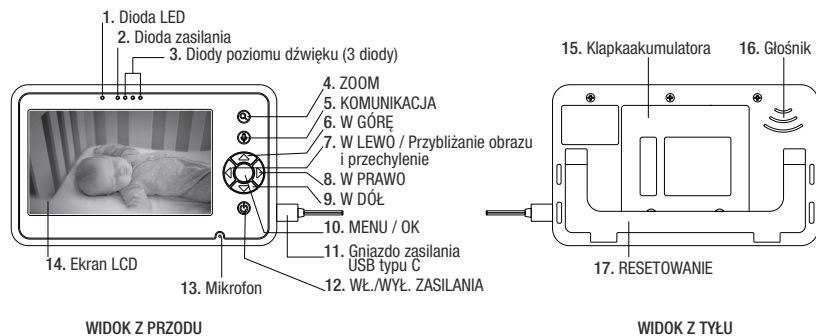 1. Dioda LED
2. Dioda zasilania
3. Diody poziomu dźwięku (3 diody)
4. ZOOM
5. KOMUNIKACJA
6. W GÓRĘ
7. W LEWO / Przybliżanie obrazu
i przechylenie
8. W PRAWO
9. W DÓŁ
10. MENU / OK
11. Gniazdo zasilania
USB typu C
12. WŁ./WYŁ. ZASILANIA
13. Mikrofon
14. Ekran LCD
WIDOK Z PRZODU
15. Klapkaakumulatora
16. Głośnik
17. RESETOWANIE
WIDOK Z TYŁU